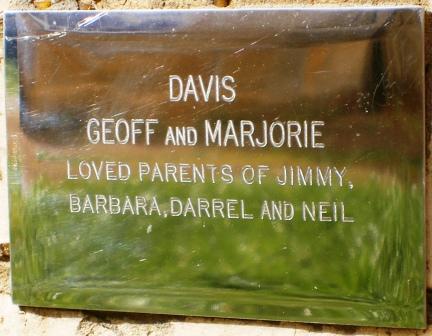 DAVIS
GEOFF AND MARJORIE
LOVED PARENTS OF JIMMY,
BARBARA, DARREL AND NEIL